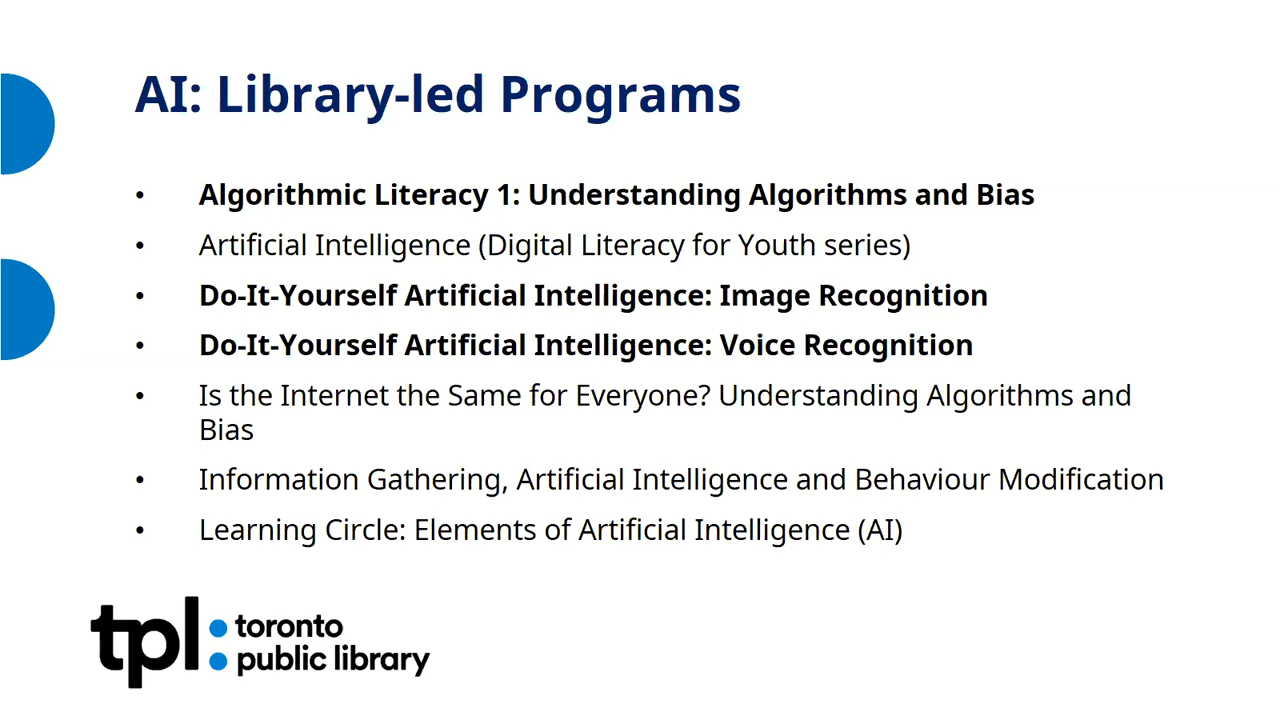 AI: Library-led Programs
• Algorithmic Literacy 1: Understanding Algorithms and Bias
• Artificial Intelligence (Digital Literacy for Youth series)
• Do-It-Yourself Artificial Intelligence: Image Recognition
• Do-It-Yourself Artificial Intelligence: Voice Recognition
• Is the Internet the Same for Everyone? Understanding Algorithms and
Bias
• Information Gathering, Artificial Intelligence and Behaviour Modification
• Learning Circle: Elements of Artificial Intelligence (AI)
tpl: toronto
public library